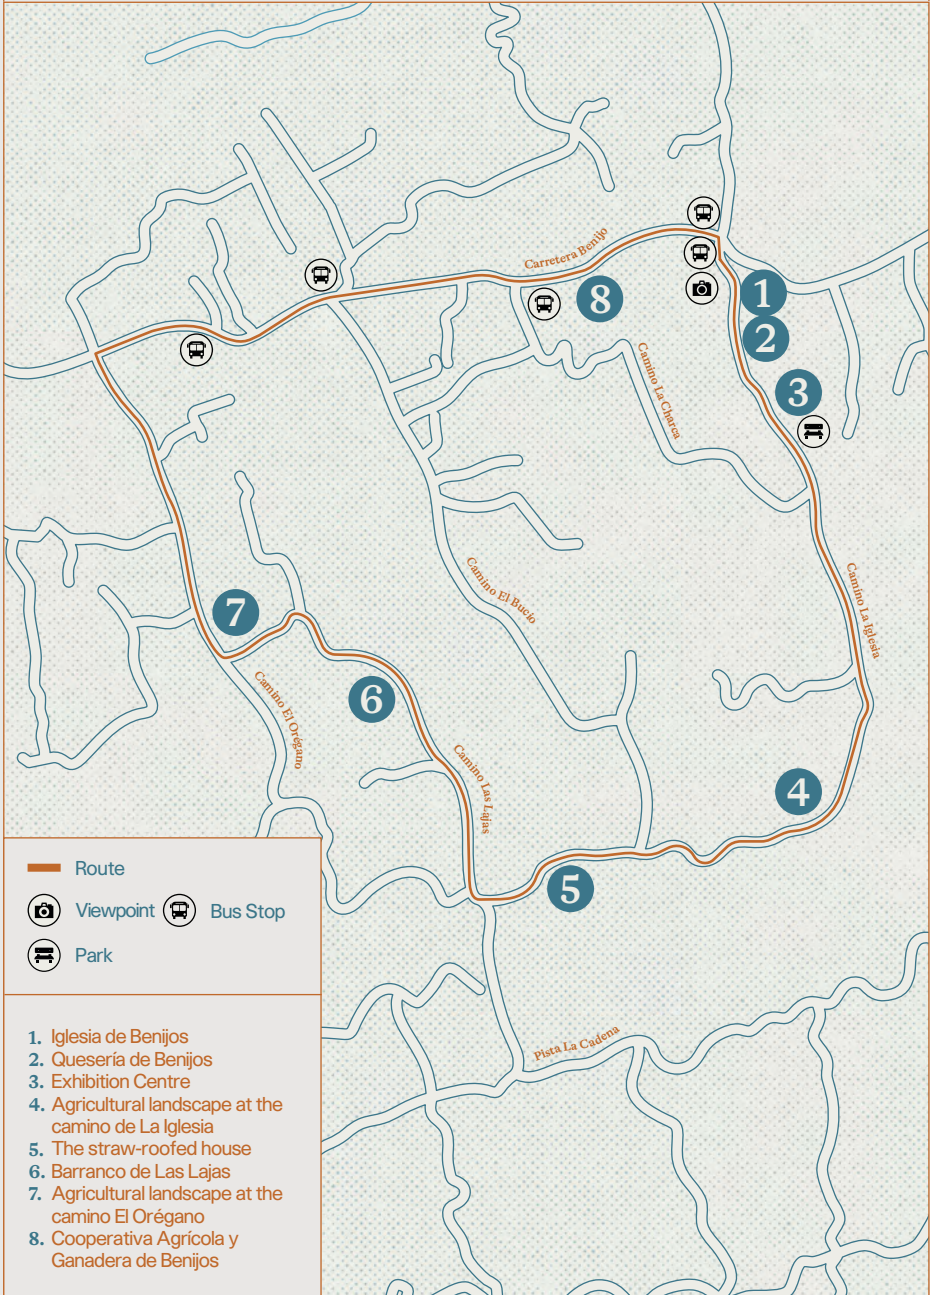 Carretera Benijo
8
1
2
3
Camino La Charca
Camino La Iglesia
Camino El Bucio
7
6
Camino El Orégano
Camino Las Lajas
4
5
Pista La Cadena
Route
Viewpoint
Bus Stop
Park
1. Iglesia de Benijos
2. Quesería de Benijos
3. Exhibition Centre
4. Agricultural landscape at the
camino de La Iglesia
5. The straw-roofed house
6. Barranco de Las Lajas
7. Agricultural landscape at the
camino El Orégano
8. Cooperativa Agrícola y
Ganadera de Benijos